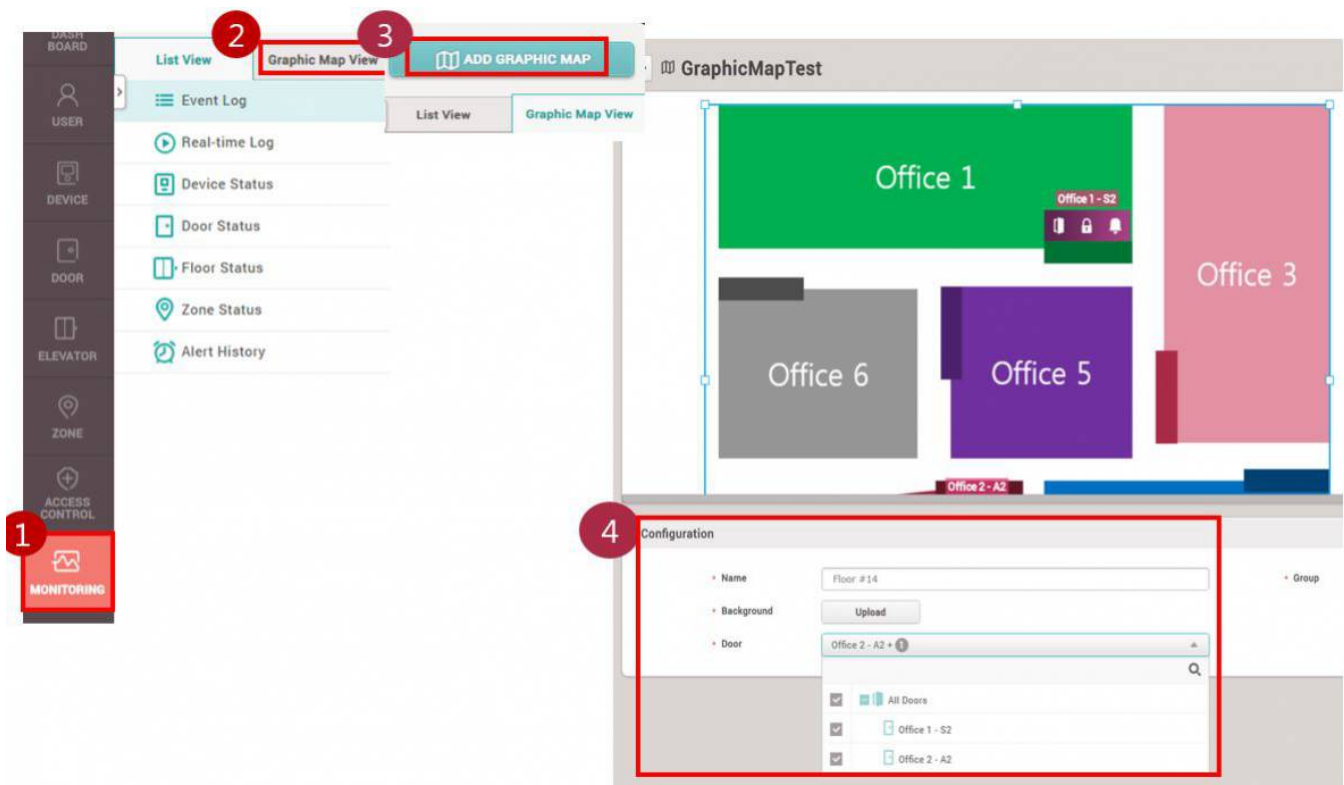 DASH
BOARD
USER
DEVICE
DOOR
ELEVATOR
ZONE
ACCESS
CONTROL
1
MONITORING
2
List View
Graphic Map View
Event Log
Real-time Log
Device Status
Door Status
Floor Status
Zone Status
Alert History
3
ADD GRAPHIC MAP
List View
Graphic Map View
GraphicMapTest
Office 1
Office 1 - S2
Office 3
Office 6
Office 5
Office 2 - A2
4
Configuration
• Name
Floor #14
• Group
• Background
Upload
• Door
Office 2 - A2 + 1
All Doors
Office 1 - S2
Office 2 - A2